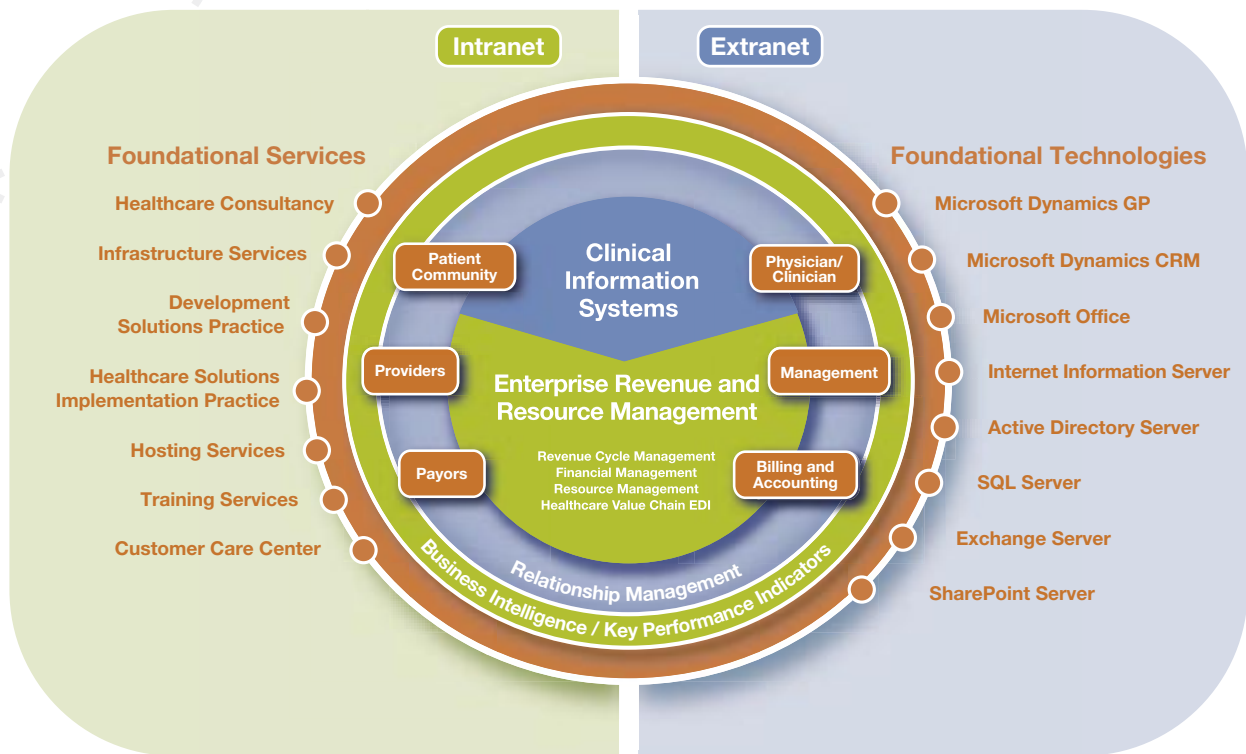 Intranet
Extranet
Foundational Services
Healthcare Consultancy
Infrastructure Services
Development
Solutions Practice
Healthcare Solutions
Implementation Practice
Hosting Services
Training Services
Customer Care Center
Patient
Community
Providers
Payors
Clinical
Information
Systems
Enterprise Revenue and
Resource Management
Revenue Cycle Management
Financial Management
Resource Management
Healthcare Value Chain EDI
Physician/
Clinician
Management
Billing and
Accounting
Relationship Management
Business Intelligence / Key Performance Indicators
Foundational Technologies
Microsoft Dynamics GP
Microsoft Dynamics CRM
Microsoft Office
Internet Information Server
Active Directory Server
SQL Server
Exchange Server
SharePoint Server